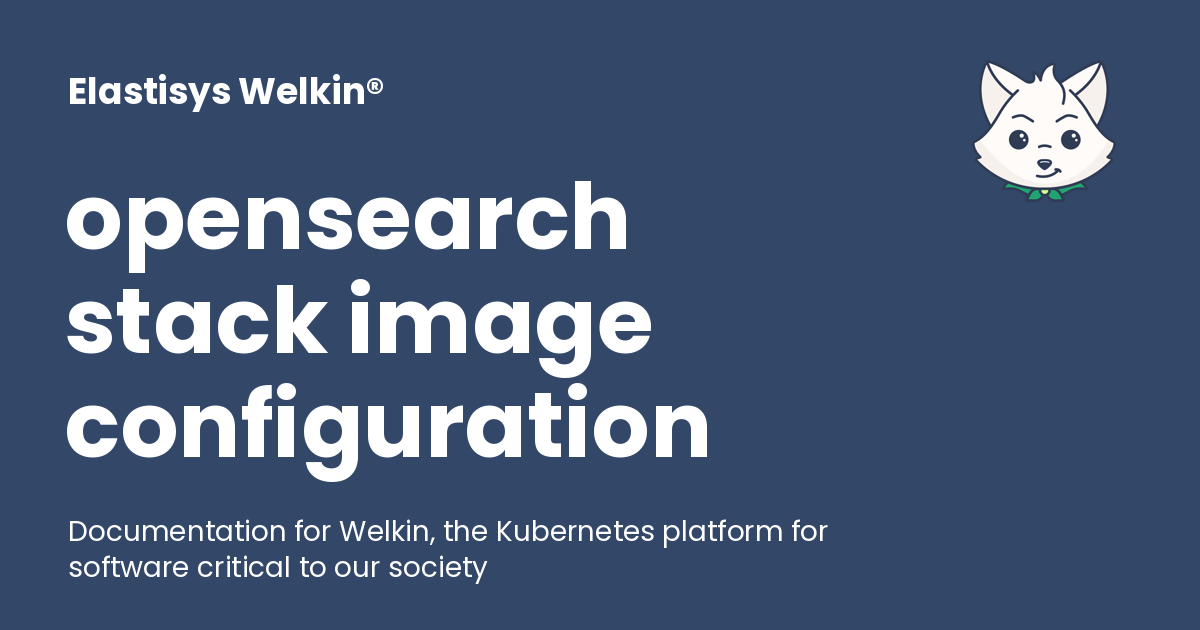 Elastisys Welkin®
opensearch
stack image
configuration
Documentation for Welkin, the Kubernetes platform for
software critical to our society